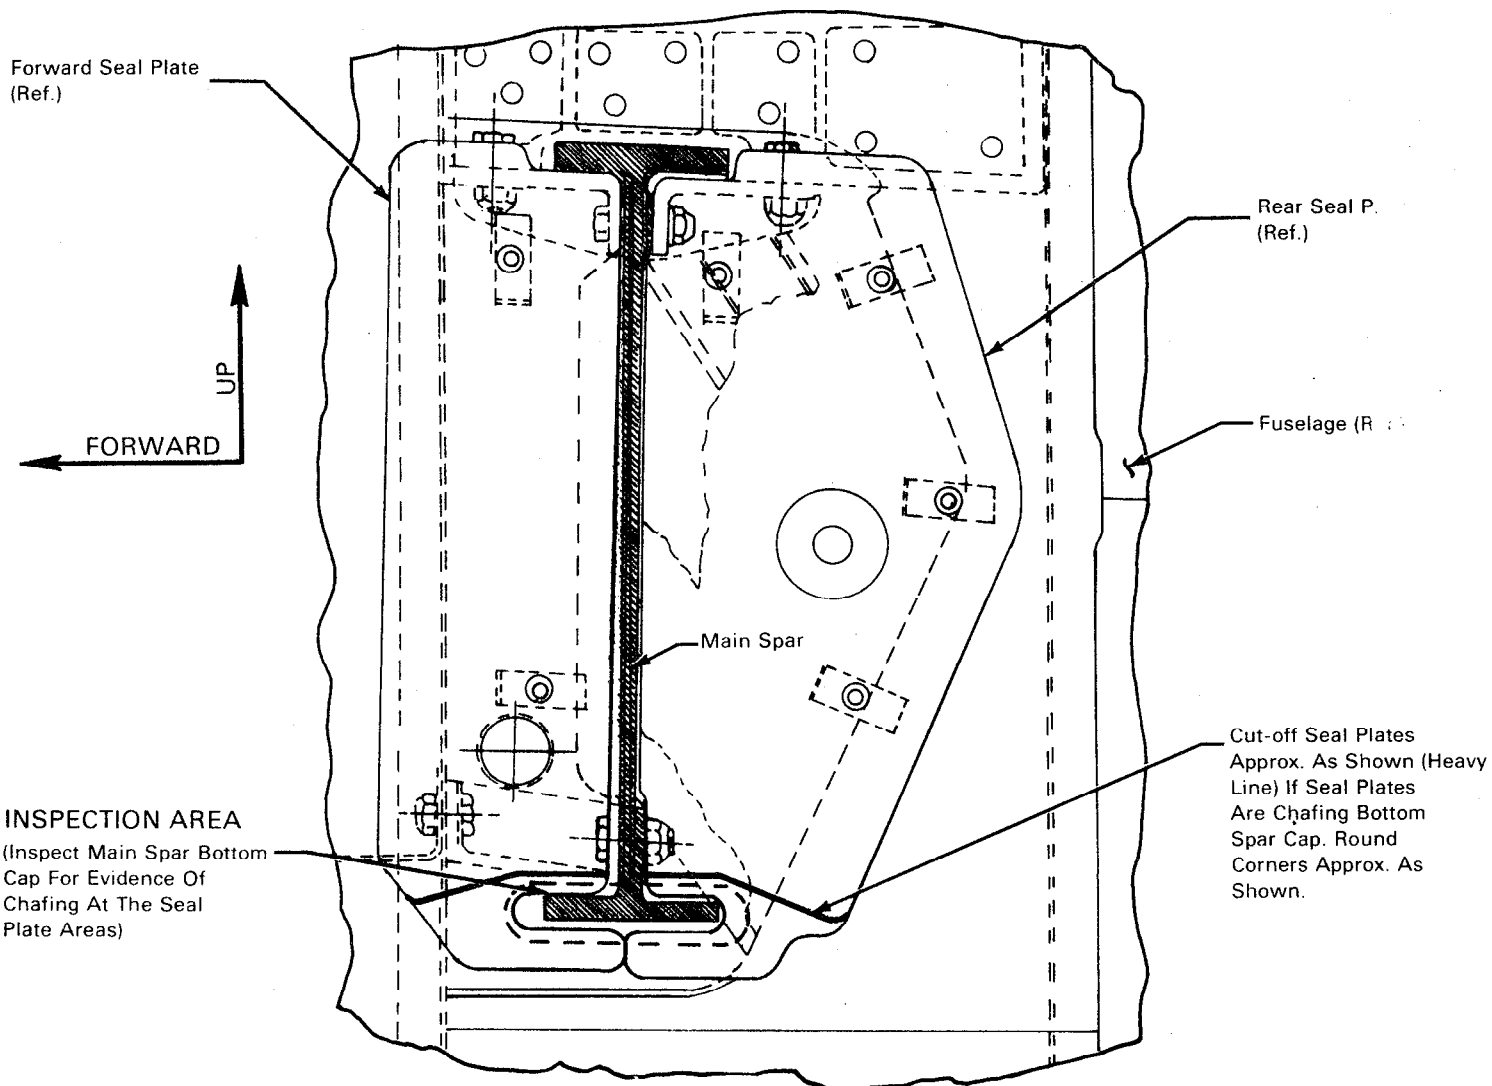 Forward Seal Plate
(Ref.)
Rear Seal P.
(Ref.)
UP
FORWARD
Fuselage (R
Main Spar
Cut-off Seal Plates
Approx. As Shown (Heavy
Line) If Seal Plates
Are Chafing Bottom
Spar Cap. Round
Corners Approx. As
Shown.
INSPECTION AREA
(Inspect Main Spar Bottom
Cap For Evidence Of
Chafing At The Seal
Plate Areas)